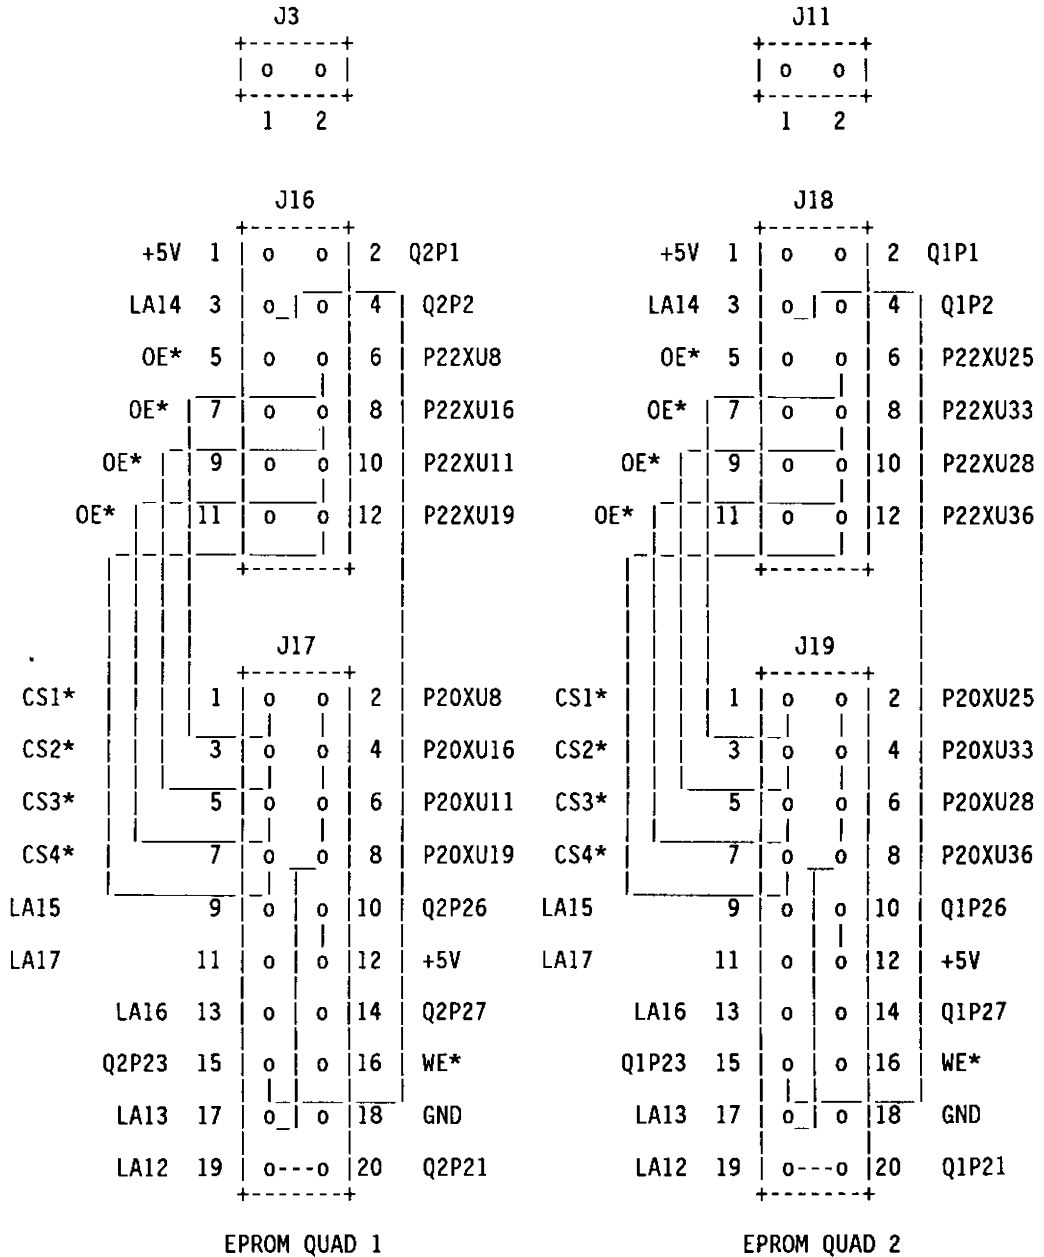 J3 J11
o o o o
1 2 1 2
J16 J18
+5V 1 o o 2 Q2P1 +5V 1 o o 2 Q1P1
LA14 3 o o 4 Q2P2 LA14 3 o o 4 Q1P2
OE* 5 o o 6 P22XU8 OE* 5 o o 6 P22XU25
OE* 7 o o 8 P22XU16 OE* 7 o o 8 P22XU33
OE* 9 o o 10 P22XU11 OE* 9 o o 10 P22XU28
OE* 11 o o 12 P22XU19 OE* 11 o o 12 P22XU36
J17 J19
CS1* 1 o o 2 P20XU8 CS1* 1 o o 2 P20XU25
CS2* 3 o o 4 P20XU16 CS2* 3 o o 4 P20XU33
CS3* 5 o o 6 P20XU11 CS3* 5 o o 6 P20XU28
CS4* 7 o o 8 P20XU19 CS4* 7 o o 8 P20XU36
LA15 9 o o 10 Q2P26 LA15 9 o o 10 Q1P26
LA17 11 o o 12 +5V LA17 11 o o 12 +5V
LA16 13 o o 14 Q2P27 LA16 13 o o 14 Q1P27
Q2P23 15 o o 16 WE* Q1P23 15 o o 16 WE*
LA13 17 o o 18 GND LA13 17 o o 18 GND
LA12 19 o---o 20 Q2P21 LA12 19 o---o 20 Q1P21
EPROM QUAD 1 EPROM QUAD 2